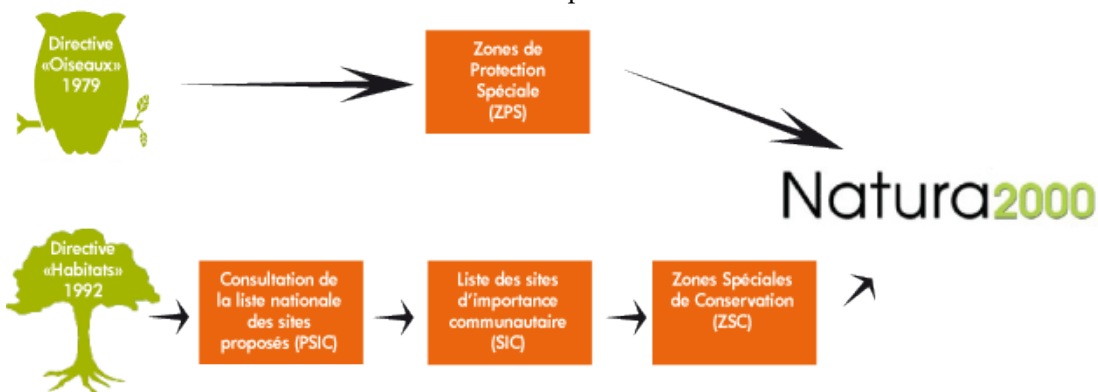 Directive
«Oiseaux»
1979
Zones de
Protection
Spéciale
(ZPS)
Natura2000
Directive
«Habitats»
1992
Consultation de
la liste nationale
des sites
proposés (PSIC)
Liste des sites
d'importance
communautaire
(SIC)
Zones Spéciales
de Conservation
(ZSC)